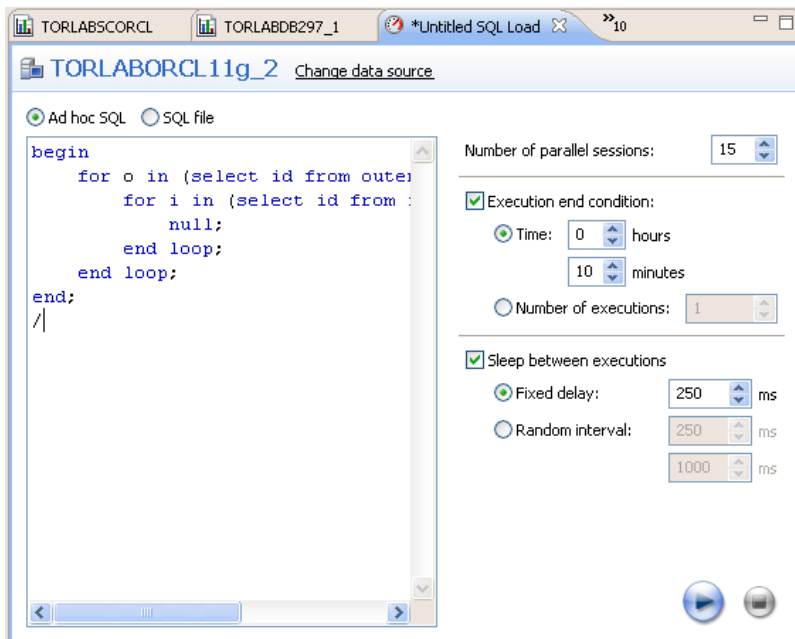 TORLABSCORCL TORLABDB297_1 *Untitled SQL Load »10
TORLABORCL11g_2 Change data source
Ad hoc SQL SQL file
begin
for o in (select id from outer
for i in (select id from
null;
end loop;
end loop;
end;
/
Number of parallel sessions: 15
Execution end condition:
Time: 0 hours
10 minutes
Number of executions: 1
Sleep between executions
Fixed delay: 250 ms
Random interval: 250 ms
1000 ms